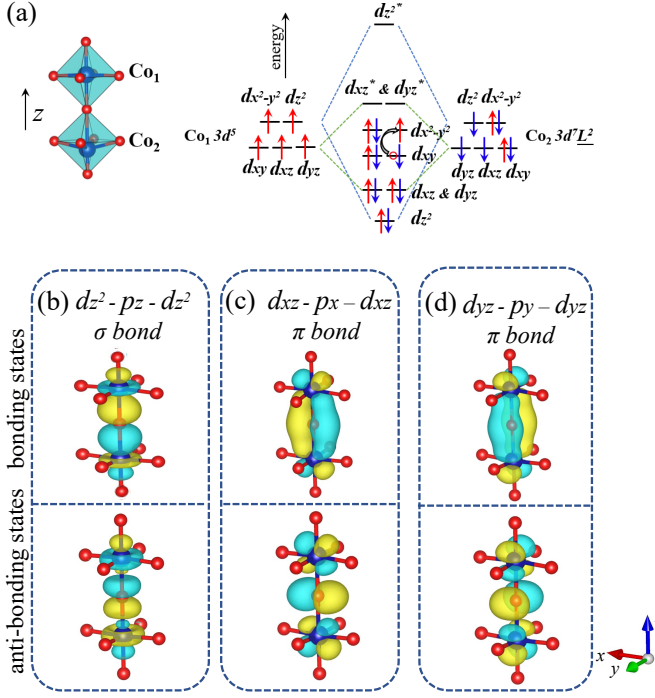 (a)
energy
z
Co₁
Co₂
dz²*
dxz* & dyz*
dx²-y² dz²
Co₁ 3d⁵
dxy dxz dyz
dx²-y²
dxy
dxz & dyz
dz²
dz² dx²-y²
Co₂ 3d⁷L²
dyz dxz dxy
bonding states
anti-bonding states
(b) dz² - pz - dz²
σ bond
(c) dxz - px – dxz
π bond
(d) dyz - py – dyz
π bond
x
y